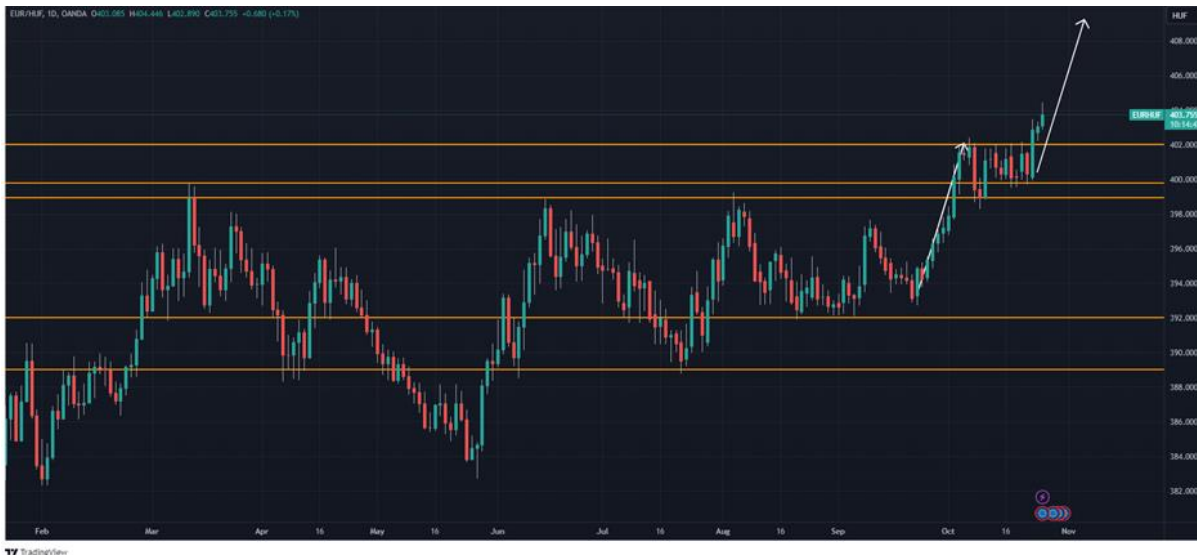 EUR/HUF, 1D, OANDA O403.085 H404.446 L402.890 C403.755 +0.680 (+0.17%)
HUF
408.000
406.000
EURHUF 403.755
402.000
400.000
398.000
396.000
394.000
392.000
390.000
388.000
386.000
384.000
382.000
Feb Mar Apr 16 May 16 Jun Jul 16 Aug 16 Sep Oct 16 Nov
TradingView